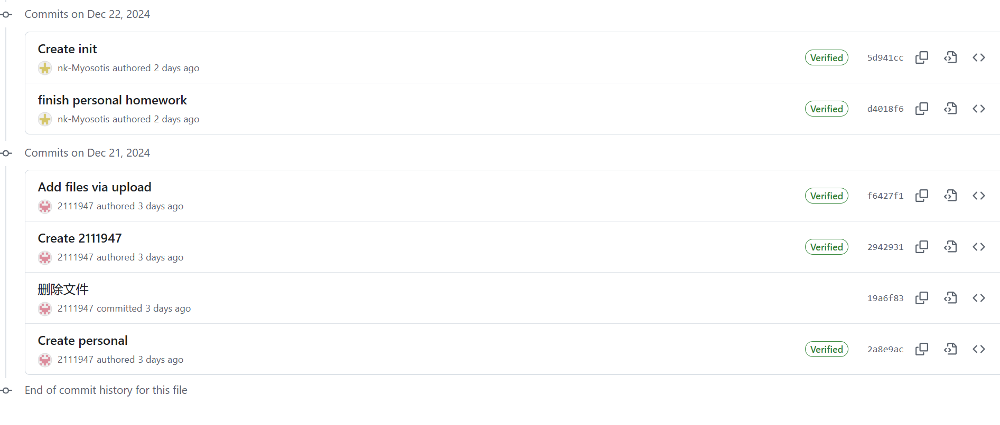 Commits on Dec 22, 2024
Create init
nk-Myosotis authored 2 days ago
Verified
5d941cc
finish personal homework
nk-Myosotis authored 2 days ago
Verified
d4018f6
Commits on Dec 21, 2024
Add files via upload
2111947 authored 3 days ago
Verified
f6427f1
Create 2111947
2111947 authored 3 days ago
Verified
2942931
删除文件
2111947 committed 3 days ago
19a6f83
Create personal
2111947 authored 3 days ago
Verified
2a8e9ac
End of commit history for this file